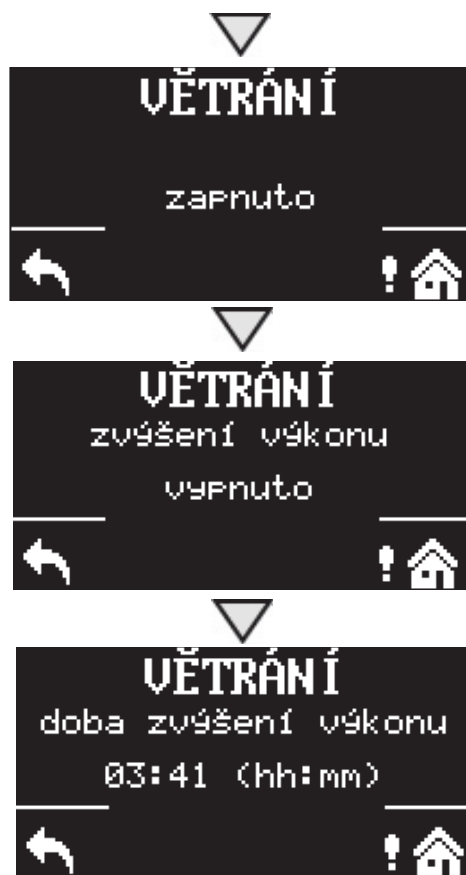 VĚTRÁNÍ
zapnuto
!
VĚTRÁNÍ
zvýšení výkonu
vypnuto
!
VĚTRÁNÍ
doba zvýšení výkonu
03:41 (hh:mm)
!